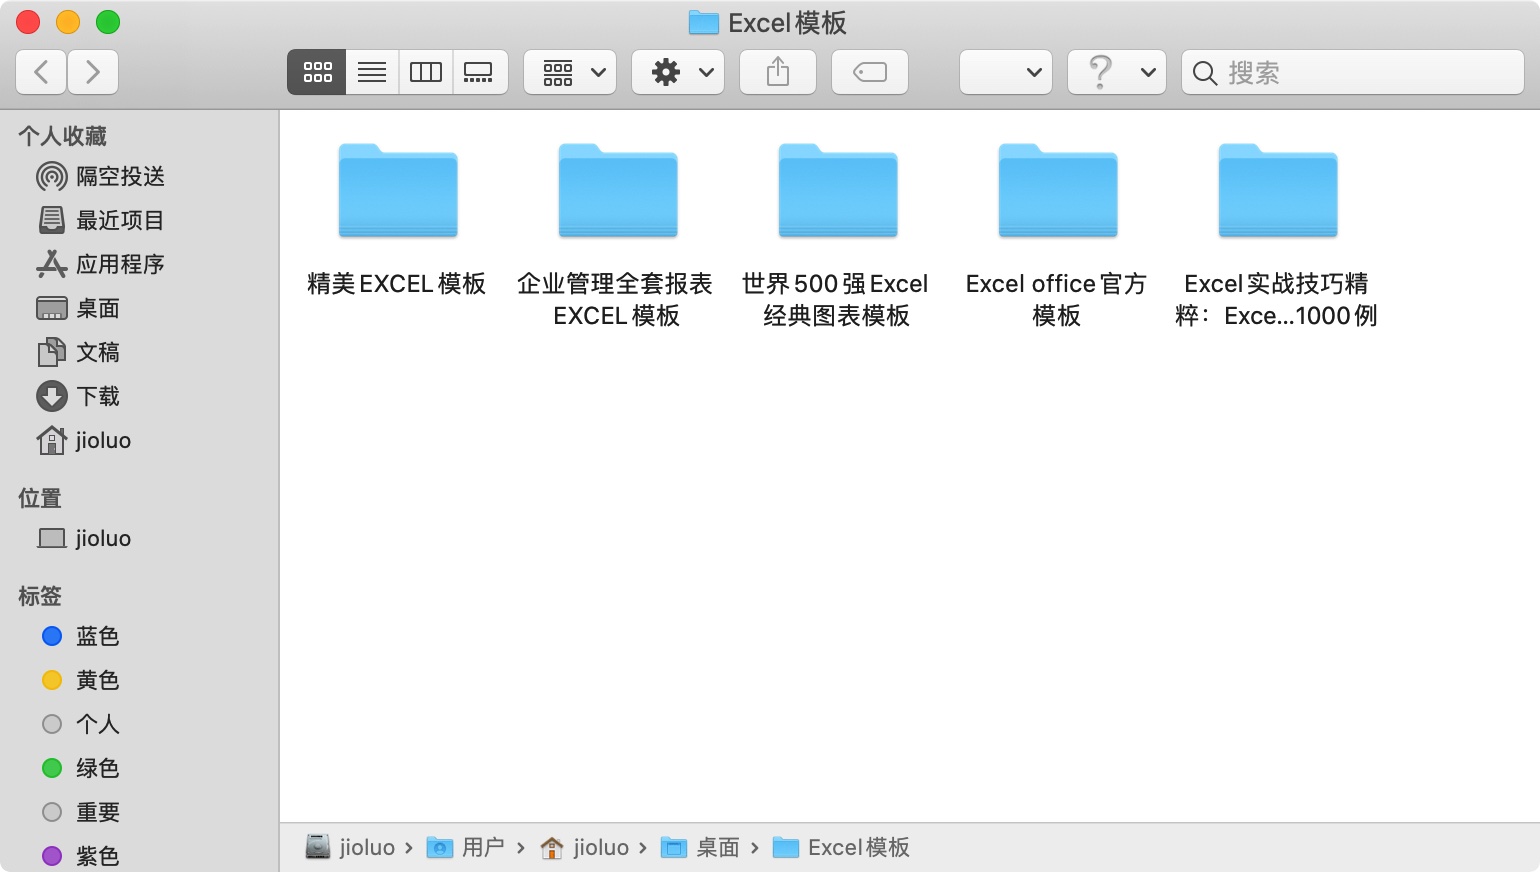 Excel模板
搜索
个人收藏
隔空投送
最近项目
应用程序
桌面
文稿
下载
jioluo
位置
jioluo
标签
蓝色
黄色
个人
绿色
重要
紫色
精美EXCEL模板
企业管理全套报表
EXCEL模板
世界500强Excel
经典图表模板
Excel office官方
模板
Excel实战技巧精
粹：Exce...1000例
jioluo › 用户 › jioluo › 桌面 › Excel模板